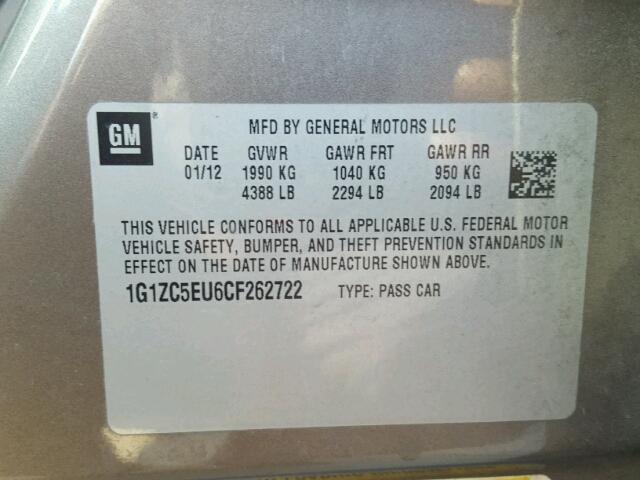 GM ®
MFD BY GENERAL MOTORS LLC
DATE GVWR GAWR FRT GAWR RR
01/12 1990 KG 1040 KG 950 KG
4388 LB 2294 LB 2094 LB
THIS VEHICLE CONFORMS TO ALL APPLICABLE U.S. FEDERAL MOTOR
VEHICLE SAFETY, BUMPER, AND THEFT PREVENTION STANDARDS IN
EFFECT ON THE DATE OF MANUFACTURE SHOWN ABOVE.
1G1ZC5EU6CF262722 TYPE: PASS CAR